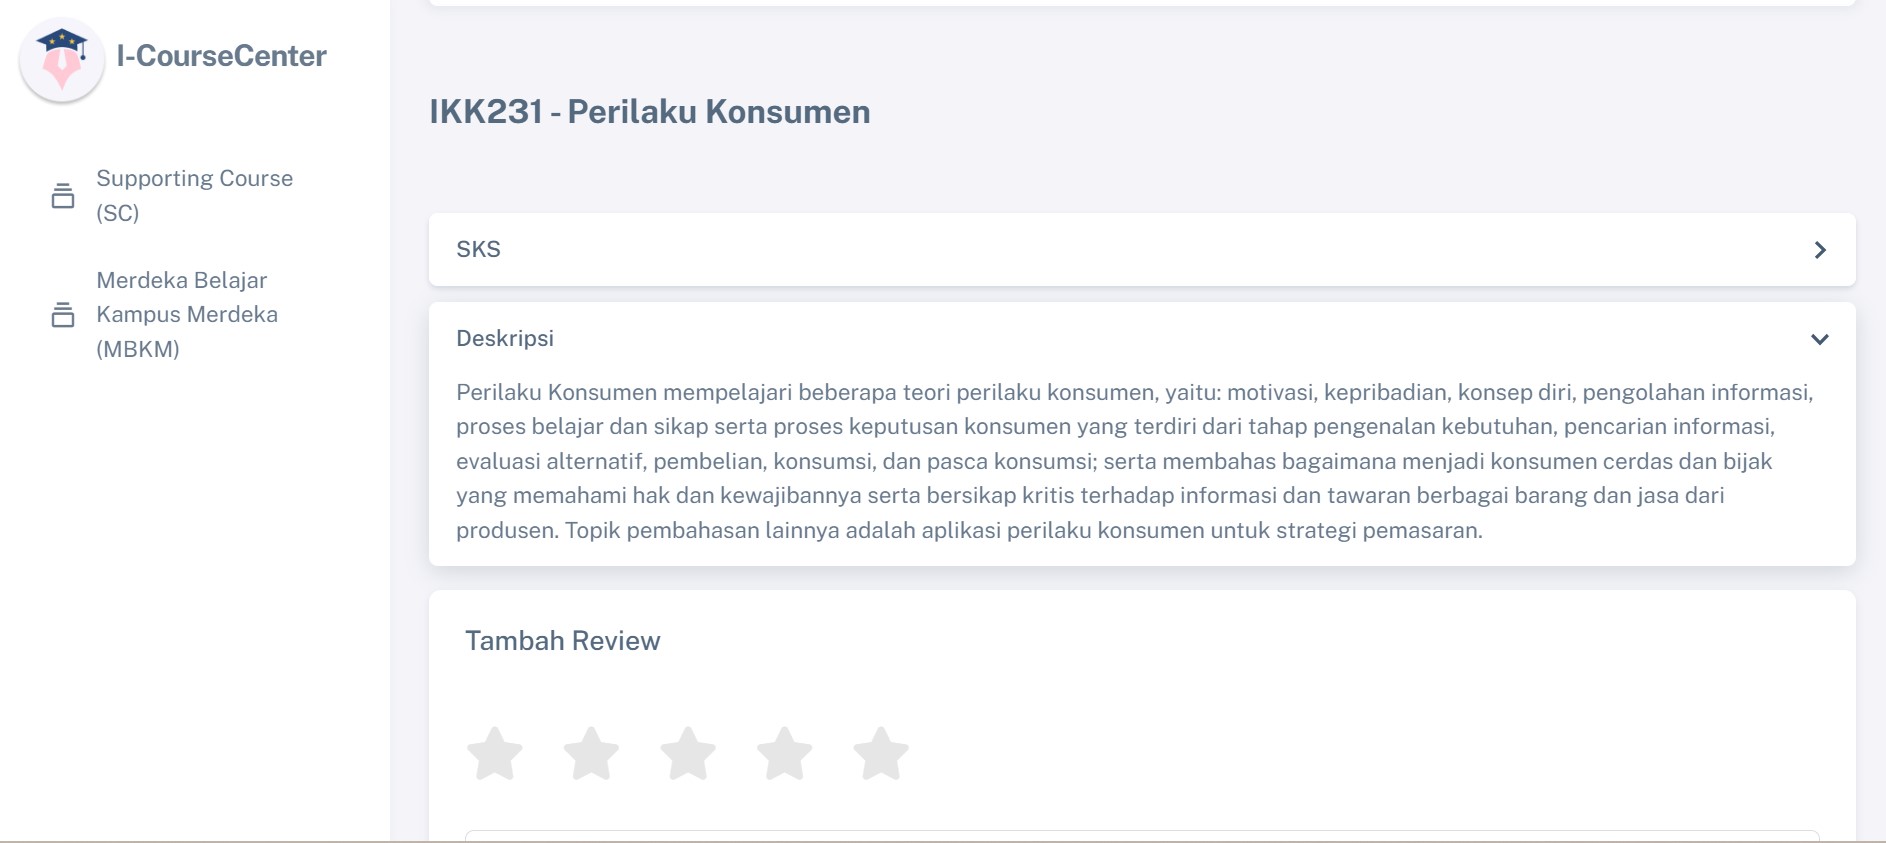 I-CourseCenter
Supporting Course
(SC)
Merdeka Belajar
Kampus Merdeka
(MBKM)
IKK231 - Perilaku Konsumen
SKS
Deskripsi
Perilaku Konsumen mempelajari beberapa teori perilaku konsumen, yaitu: motivasi, kepribadian, konsep diri, pengolahan informasi,
proses belajar dan sikap serta proses keputusan konsumen yang terdiri dari tahap pengenalan kebutuhan, pencarian informasi,
evaluasi alternatif, pembelian, konsumsi, dan pasca konsumsi; serta membahas bagaimana menjadi konsumen cerdas dan bijak
yang memahami hak dan kewajibannya serta bersikap kritis terhadap informasi dan tawaran berbagai barang dan jasa dari
produsen. Topik pembahasan lainnya adalah aplikasi perilaku konsumen untuk strategi pemasaran.
Tambah Review